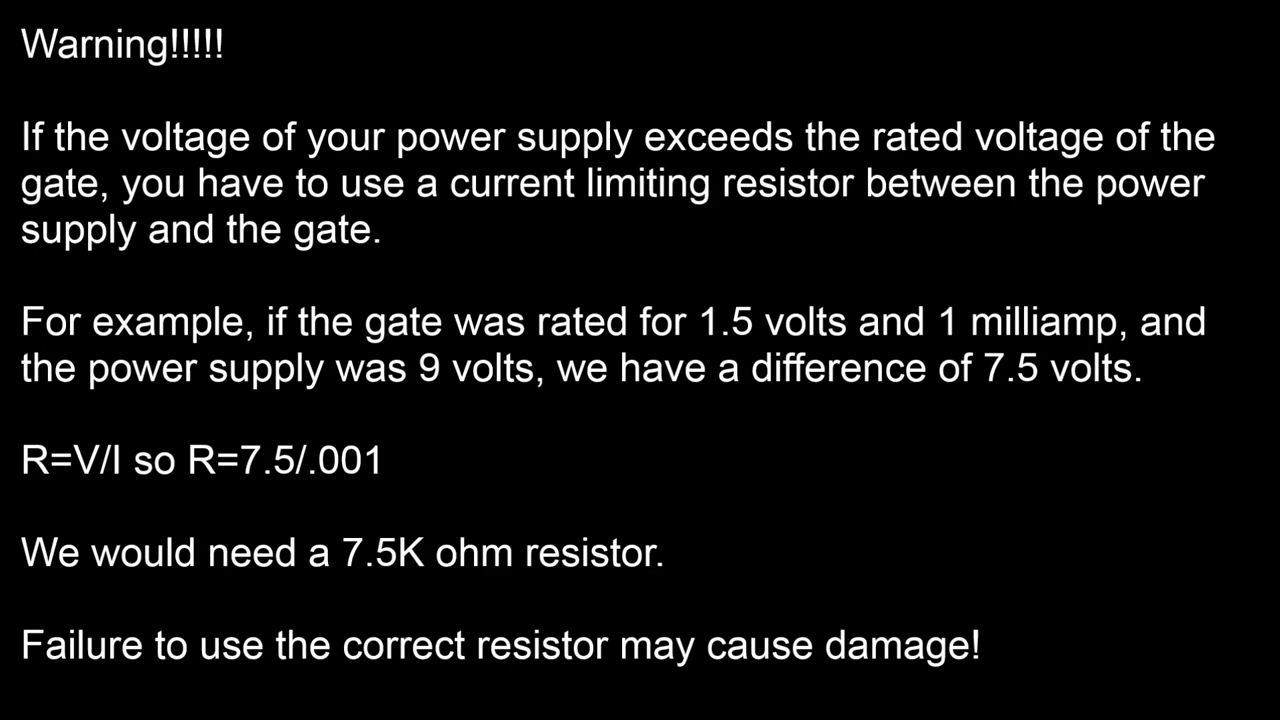 Warning!!!!!
If the voltage of your power supply exceeds the rated voltage of the
gate, you have to use a current limiting resistor between the power
supply and the gate.
For example, if the gate was rated for 1.5 volts and 1 milliamp, and
the power supply was 9 volts, we have a difference of 7.5 volts.
R=V/I so R=7.5/.001
We would need a 7.5K ohm resistor.
Failure to use the correct resistor may cause damage!